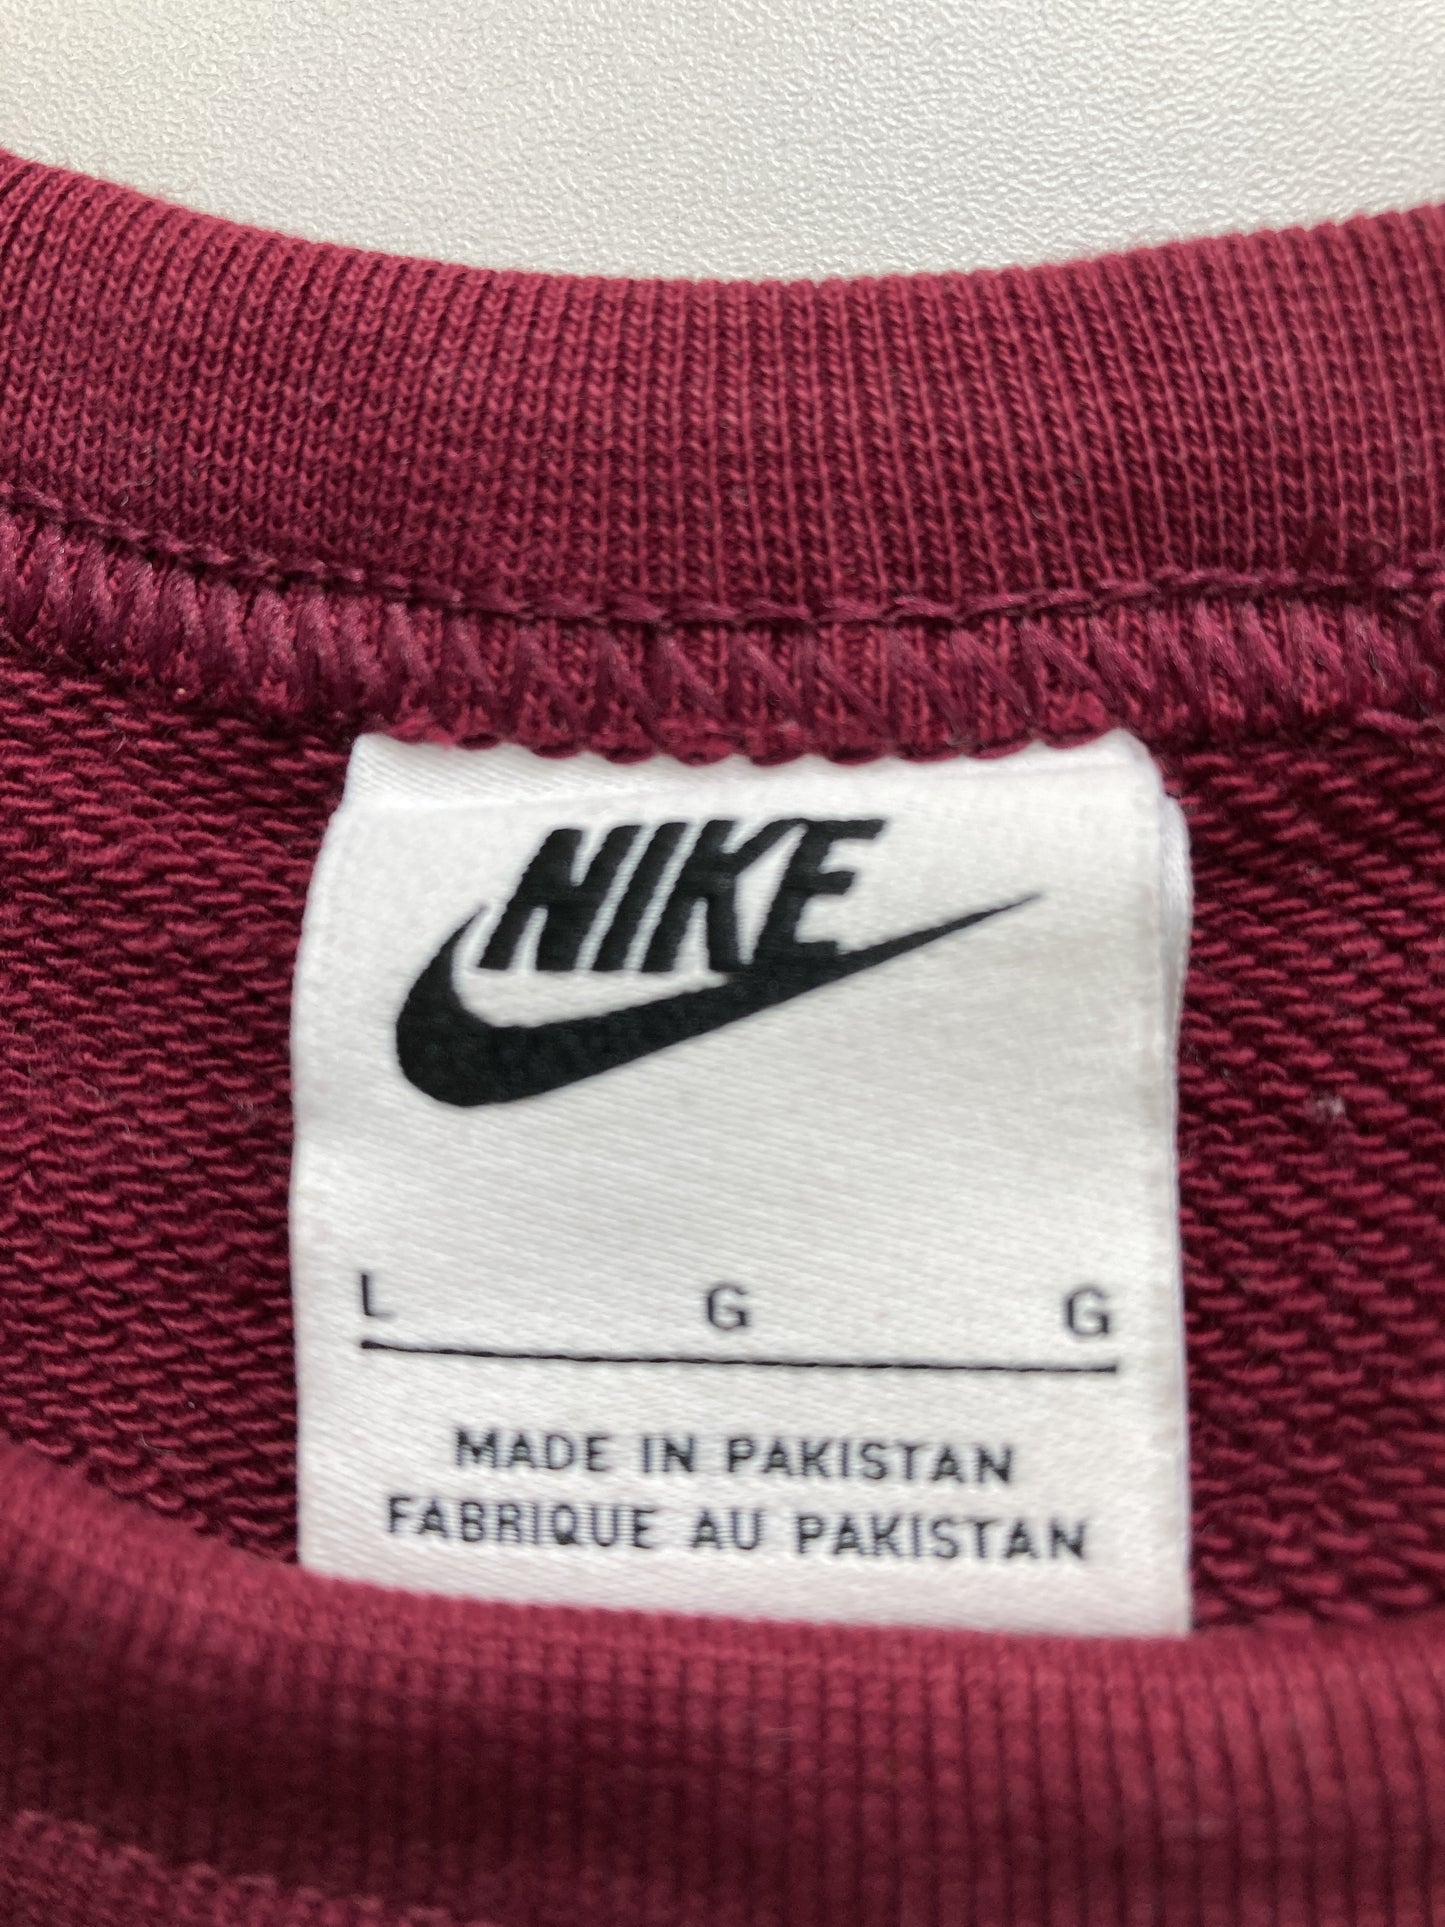 NIKE
L G G
MADE IN PAKISTAN
FABRIQUE AU PAKISTAN